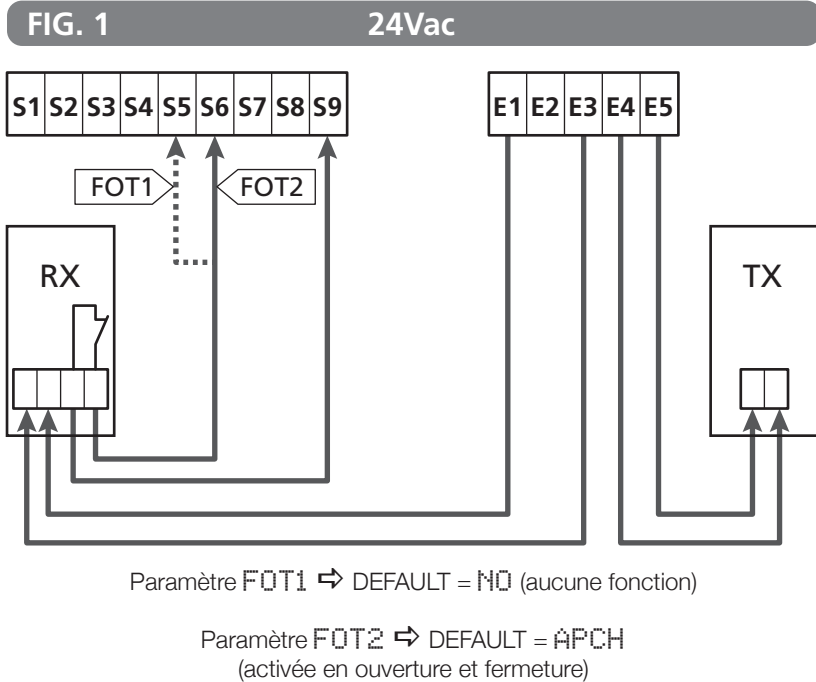 FIG. 1 24Vac
S1 S2 S3 S4 S5 S6 S7 S8 S9 E1 E2 E3 E4 E5
FOT1 FOT2
RX TX
Paramètre FOT1 ⇨ DEFAULT = NO (aucune fonction)
Paramètre FOT2 ⇨ DEFAULT = APCH
(activée en ouverture et fermeture)